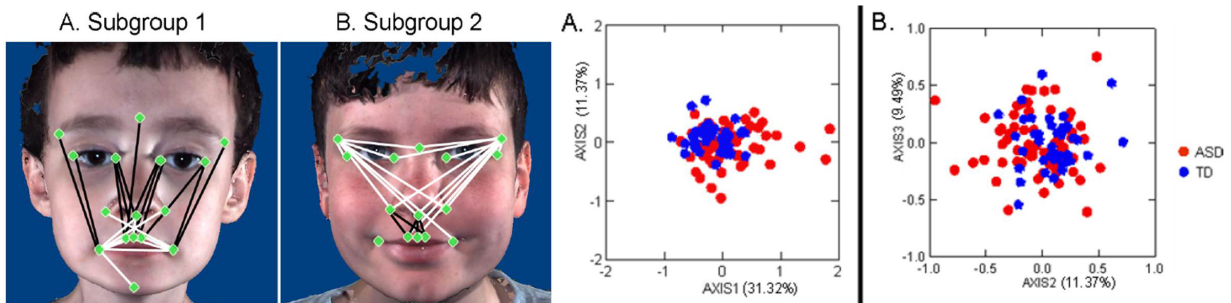 A. Subgroup 1
B. Subgroup 2
A.
2
1
0
-1
-2
AXIS2 (11.37%)
-1
0
1
2
AXIS1 (31.32%)
B.
1.0
0.5
0.0
-0.5
-1.0
AXIS3 (9.49%)
-1.0
-0.5
0.0
0.5
1.0
AXIS2 (11.37%)
ASD
TD